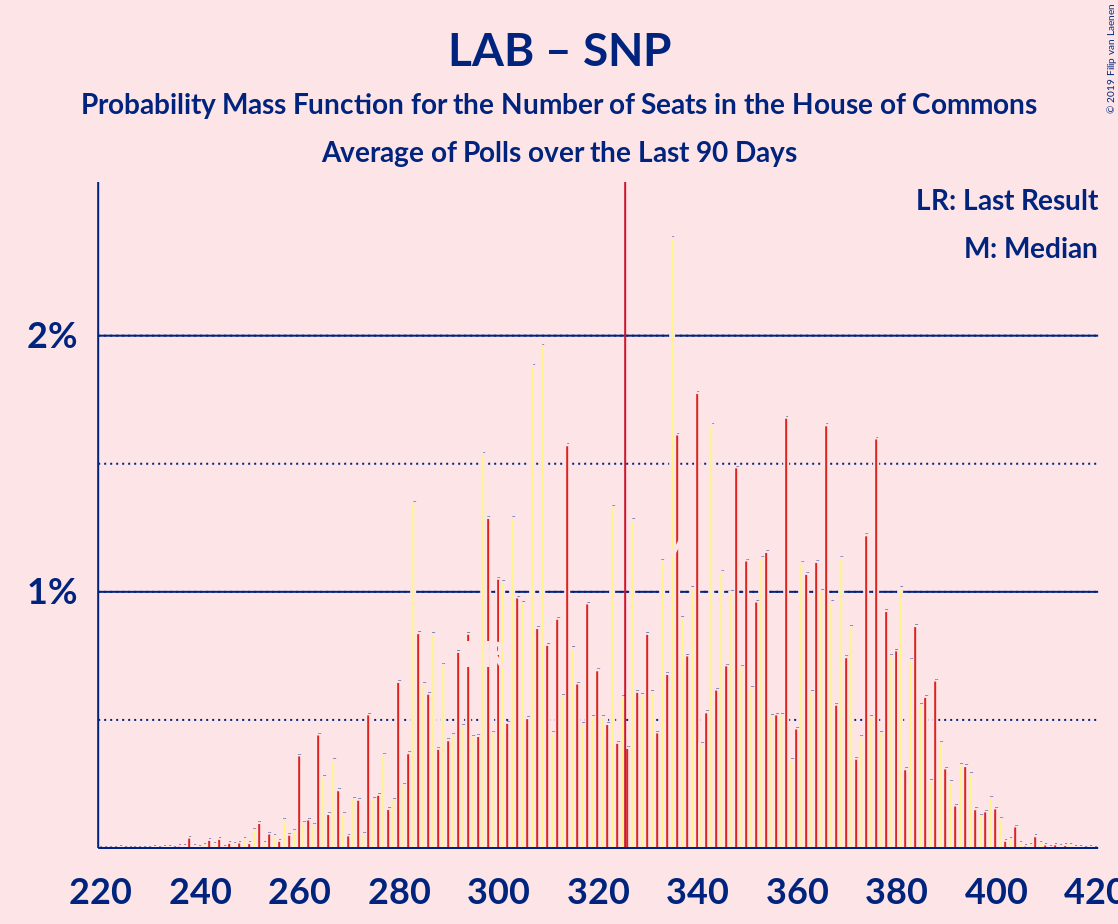 LAB – SNP
Probability Mass Function for the Number of Seats in the House of Commons
Average of Polls over the Last 90 Days
© 2019 Filip van Laenen
LR: Last Result
M: Median
2%
1%
220 240 260 280 300 320 340 360 380 400 420